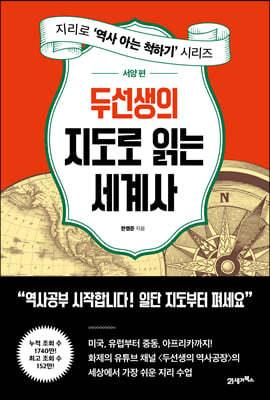 지리로 '역사 아는 척하기' 시리즈
서양 편
두선생의
지도로 읽는
세계사
한영준 지음
"역사공부 시작합니다! 일단 지도부터 펴세요"
누적 조회 수
1740만!
최고 조회 수
152만!
미국, 유럽부터 중동, 아프리카까지!
화제의 유튜브 채널 <두선생의 역사공장>의
세상에서 가장 쉬운 지리 수업
21세기북스